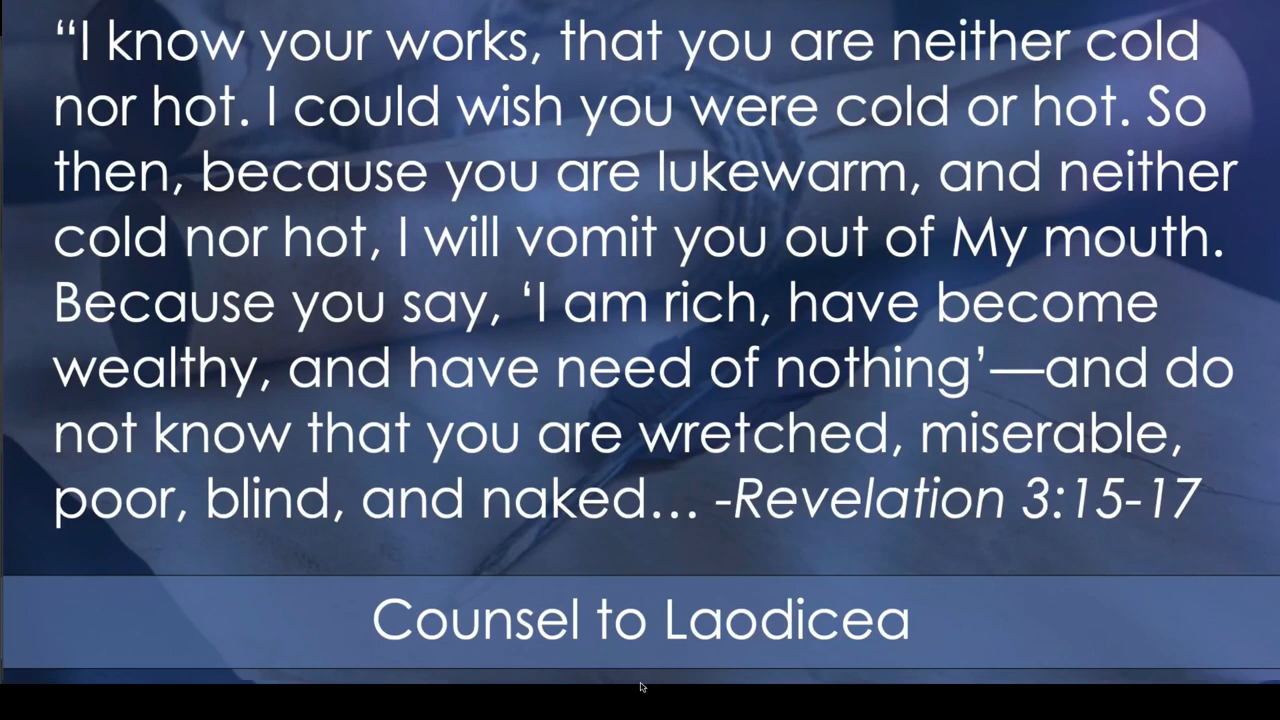 “I know your works, that you are neither cold
nor hot. I could wish you were cold or hot. So
then, because you are lukewarm, and neither
cold nor hot, I will vomit you out of My mouth.
Because you say, ‘I am rich, have become
wealthy, and have need of nothing’—and do
not know that you are wretched, miserable,
poor, blind, and naked… -Revelation 3:15-17
Counsel to Laodicea